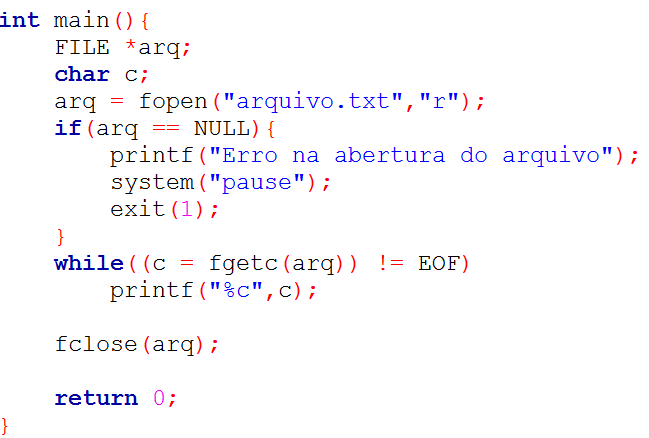 int main(){
    FILE *arq;
    char c;
    arq = fopen("arquivo.txt","r");
    if(arq == NULL){
        printf("Erro na abertura do arquivo");
        system("pause");
        exit(1);
    }
    while((c = fgetc(arq)) != EOF)
        printf("%c",c);

    fclose(arq);

    return 0;
}